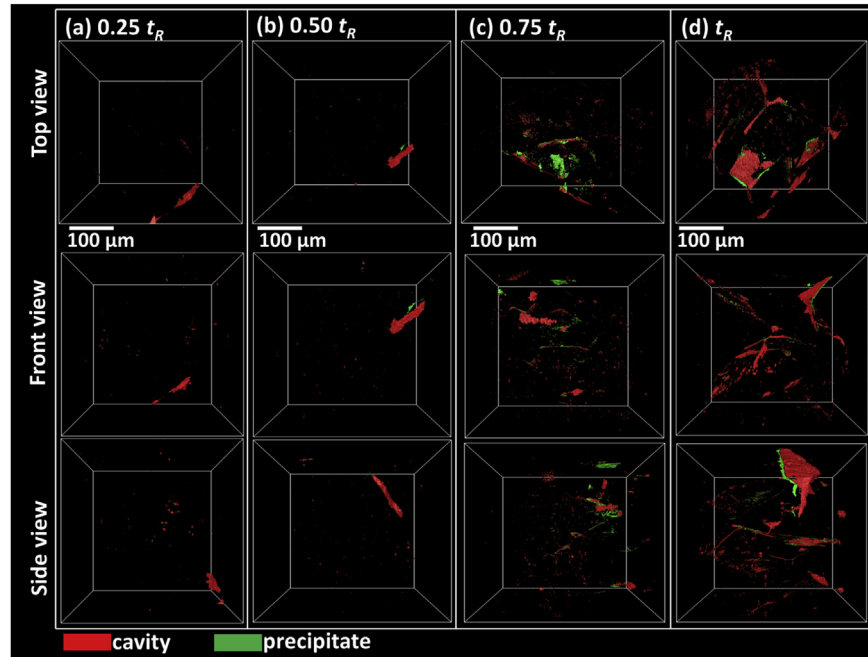 (a) 0.25 tR
(b) 0.50 tR
(c) 0.75 tR
(d) tR
Top view
100 μm
100 μm
100 μm
100 μm
Front view
Side view
cavity
precipitate